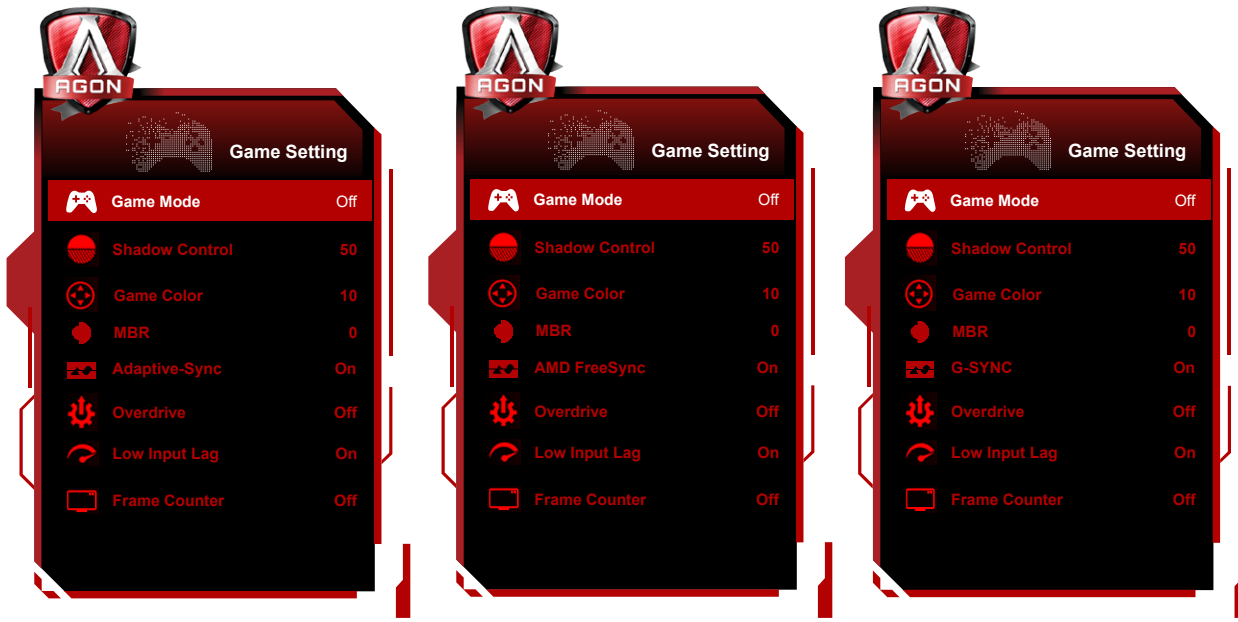 AGON
Game Setting
Game Mode Off
Shadow Control 50
Game Color 10
MBR 0
Adaptive-Sync On
Overdrive Off
Low Input Lag On
Frame Counter Off
AGON
Game Setting
Game Mode Off
Shadow Control 50
Game Color 10
MBR 0
AMD FreeSync On
Overdrive Off
Low Input Lag On
Frame Counter Off
AGON
Game Setting
Game Mode Off
Shadow Control 50
Game Color 10
MBR 0
G-SYNC On
Overdrive Off
Low Input Lag On
Frame Counter Off